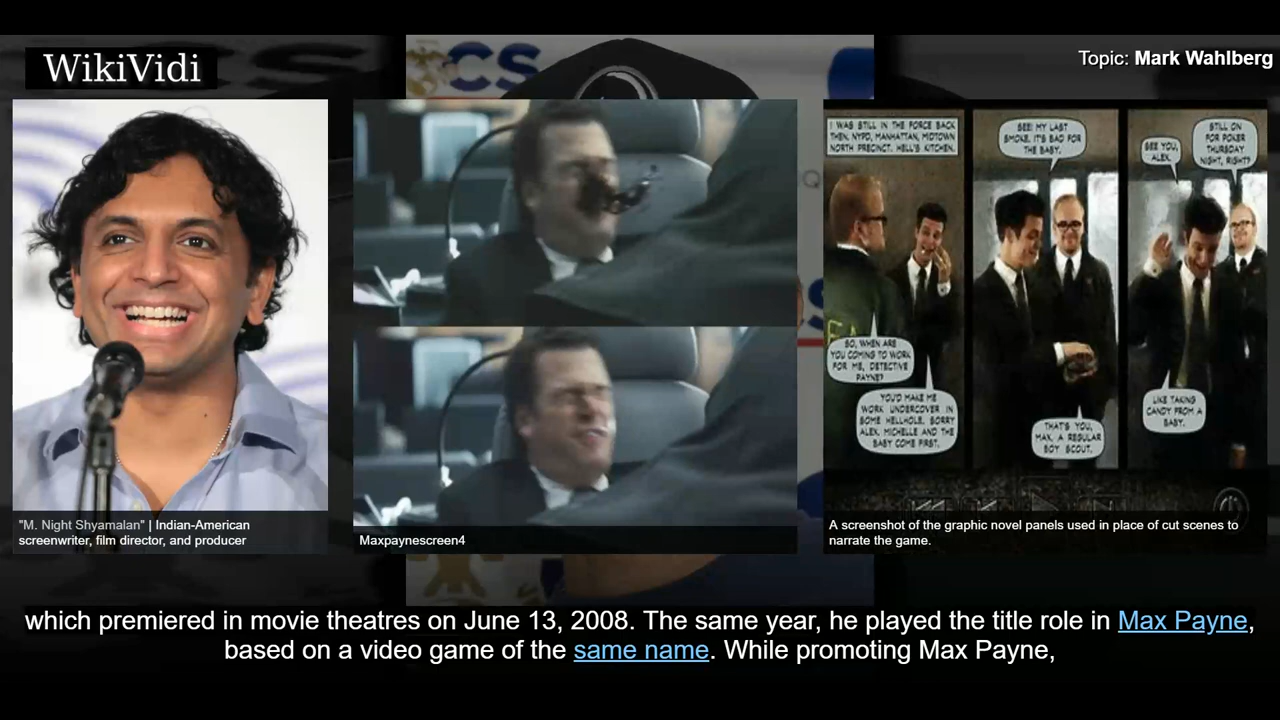 WikiVidi
Topic: Mark Wahlberg
CS
I WAS STILL IN THE FORCE BACK
THEN. NYPD, MANHATTAN, MIDTOWN
NORTH PRECINCT. HELL'S KITCHEN.
SO, WHEN ARE
YOU COMING TO WORK
FOR ME, DETECTIVE
PAYNE?
YOU'D MAKE ME
WORK UNDERCOVER IN
SOME HELLHOLE. SORRY
ALEX. MICHELLE AND THE
BABY COME FIRST.
SEE! MY LAST
SMOKE. IT'S BAD FOR
THE BABY.
THAT'S YOU,
MAX, A REGULAR
BOY SCOUT.
SEE YOU,
ALEX.
STILL ON
FOR POKER
THURSDAY
NIGHT, RIGHT?
LIKE TAKING
CANDY FROM A
BABY.
"M. Night Shyamalan" | Indian-American
screenwriter, film director, and producer
Maxpaynescreen4
A screenshot of the graphic novel panels used in place of cut scenes to
narrate the game.
which premiered in movie theatres on June 13, 2008. The same year, he played the title role in Max Payne,
based on a video game of the same name. While promoting Max Payne,